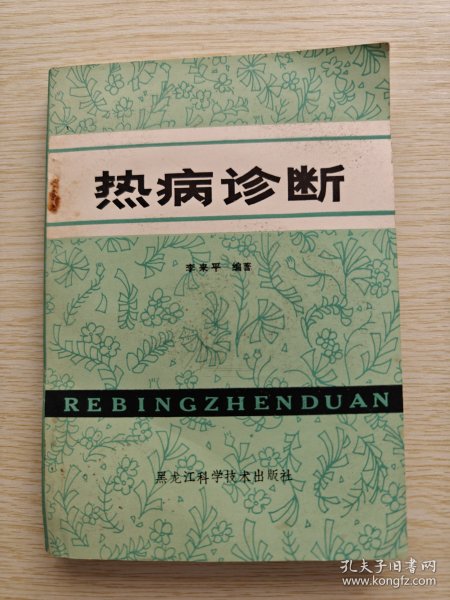 热病诊断
李来平 编著
REBINGZHENDUAN
黑龙江科学技术出版社
孔夫子旧书网
www.kongfz.com